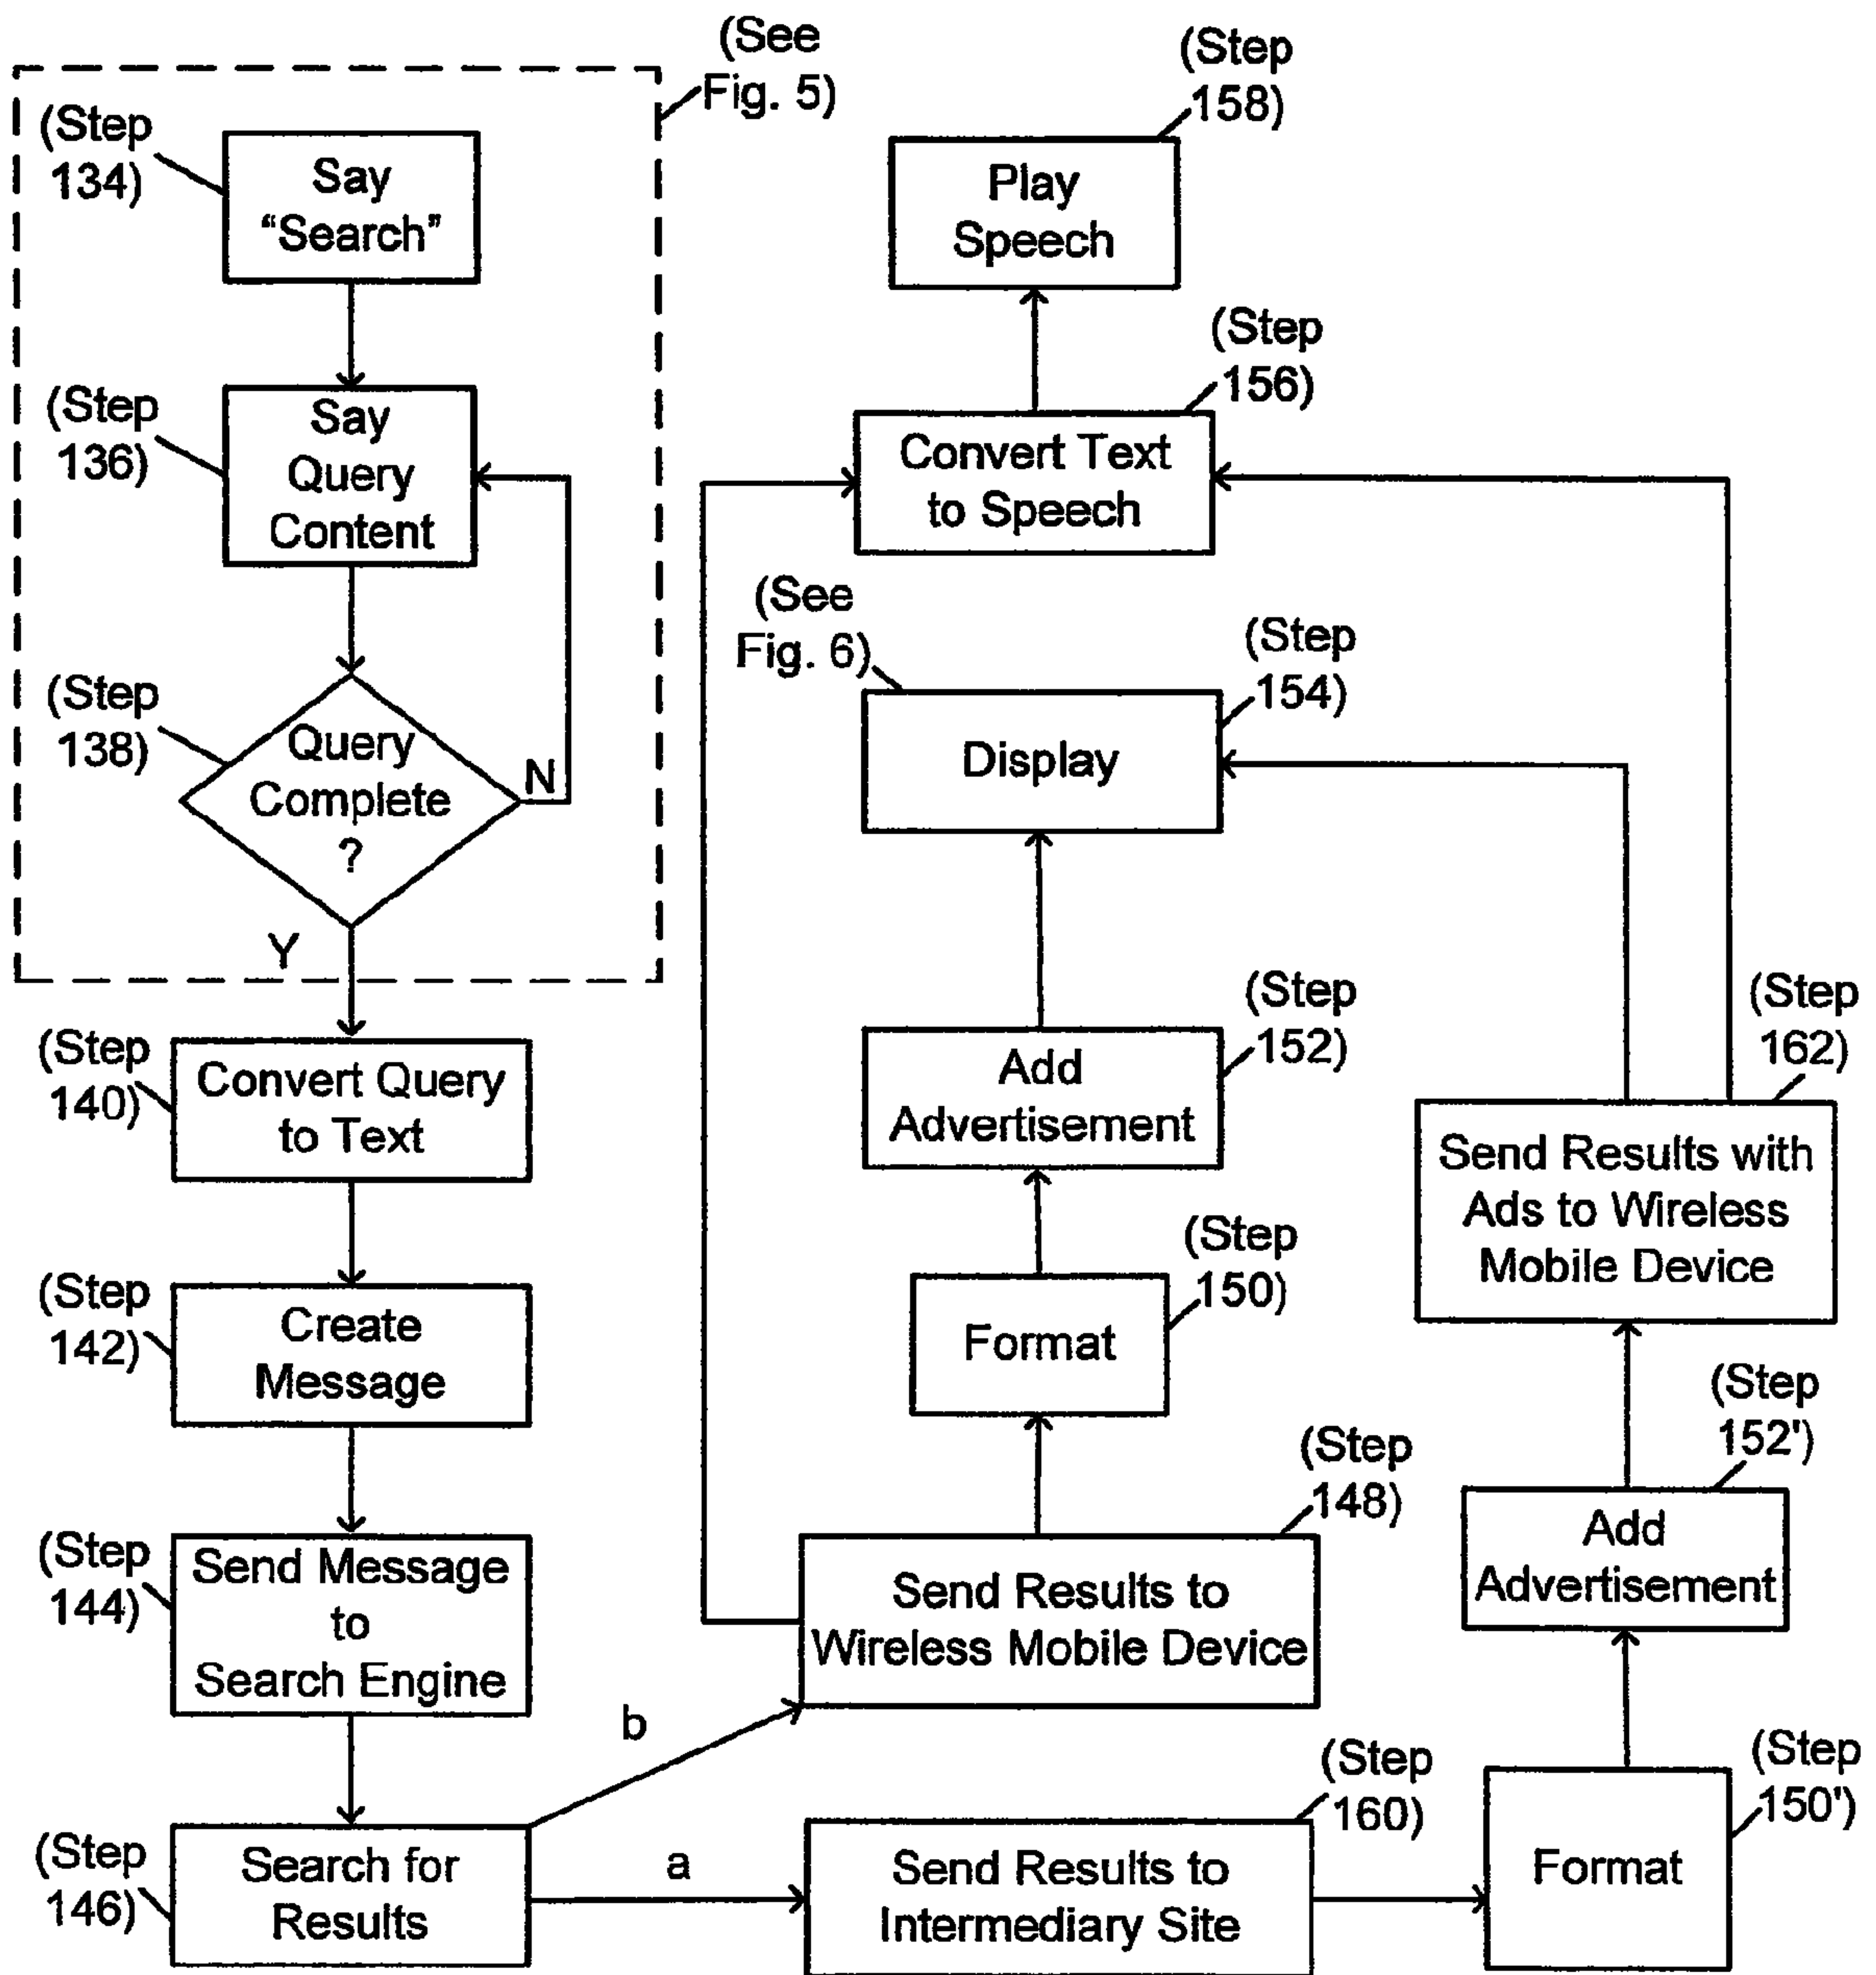 (See
Fig. 5)
(Step
134)
Say
“Search”
(Step
136)
Say
Query
Content
(Step
138)
Query
Complete
?
N
Y
(Step
140)
Convert Query
to Text
(Step
142)
Create
Message
(Step
144)
Send Message
to
Search Engine
(Step
146)
Search for
Results
b
a
(Step
158)
Play
Speech
(Step
156)
Convert Text
to Speech
(See
Fig. 6)
(Step
154)
Display
(Step
152)
Add
Advertisement
(Step
150)
Format
(Step
148)
Send Results to
Wireless Mobile Device
(Step
160)
Send Results to
Intermediary Site
(Step
162)
Send Results with
Ads to Wireless
Mobile Device
(Step
152')
Add
Advertisement
(Step
150')
Format